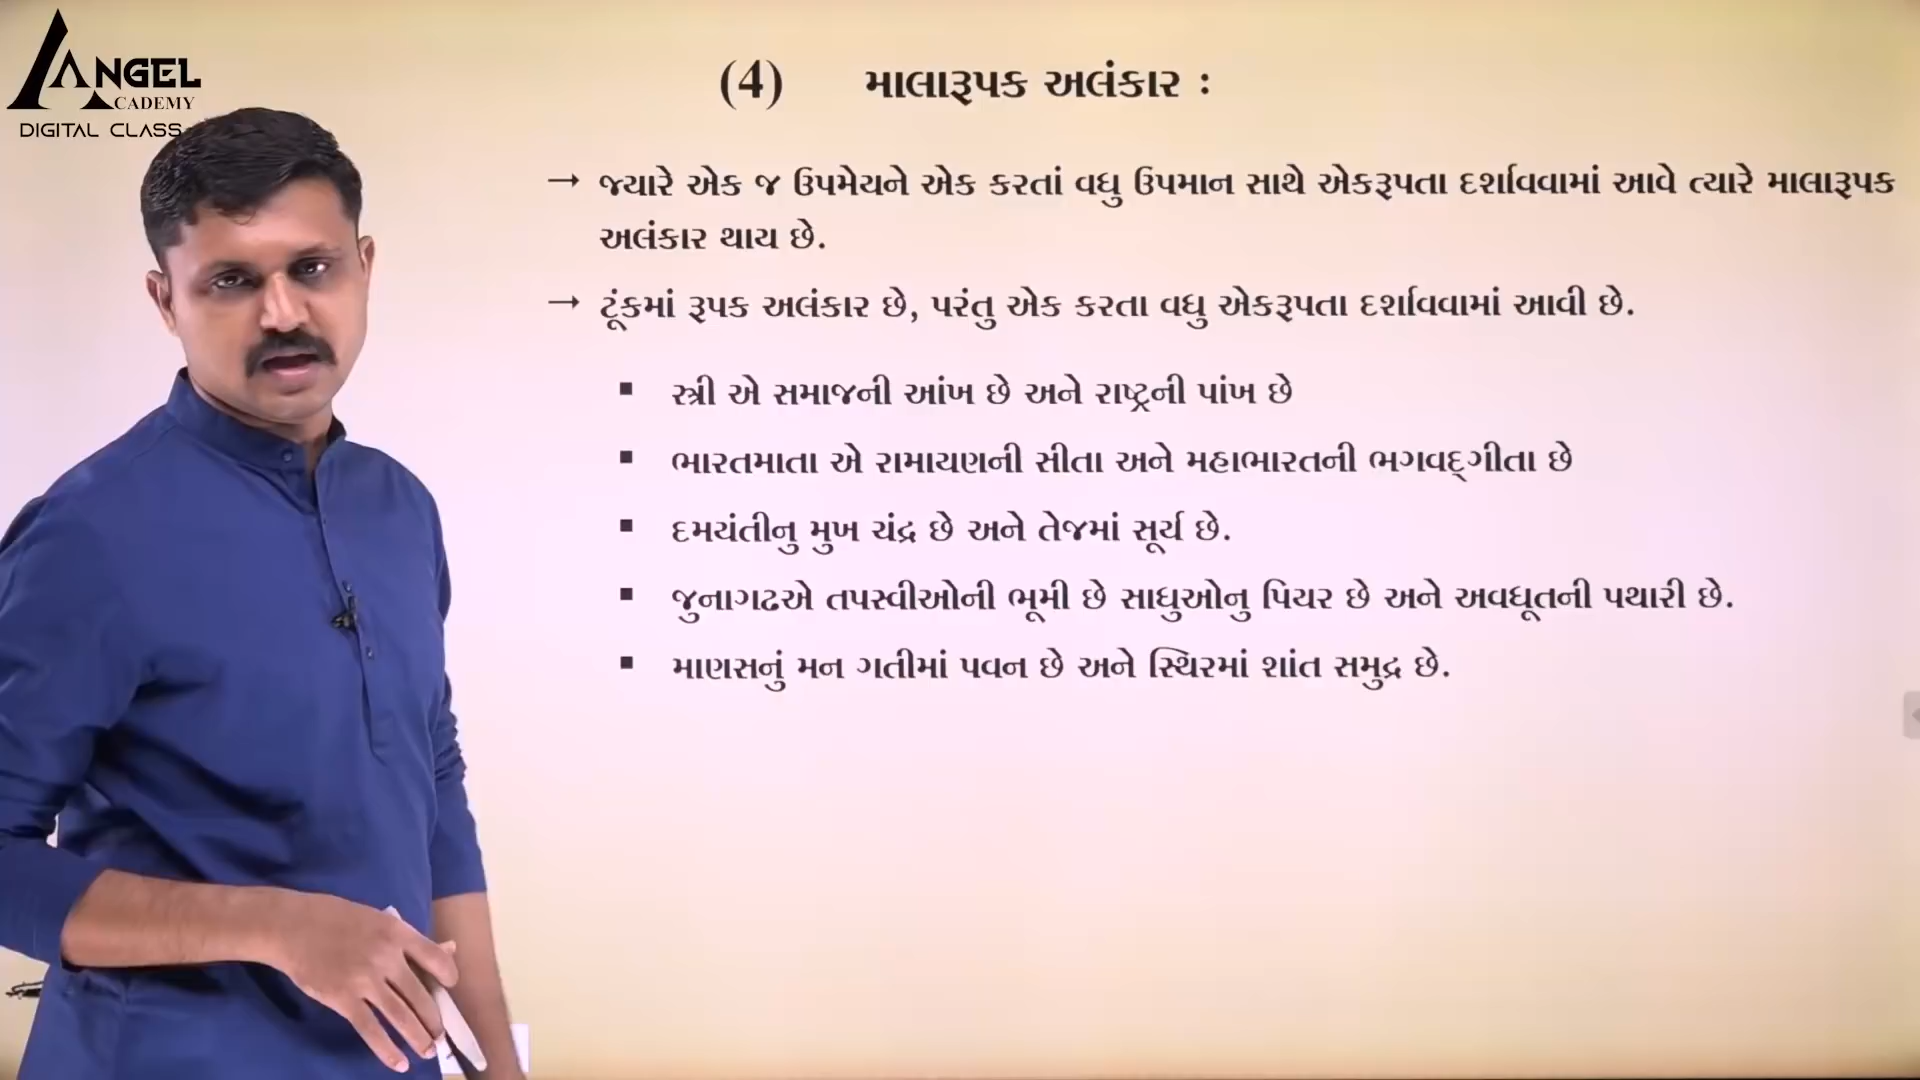 ANGEL
ACADEMY
DIGITAL CLASS
(4) માલારૂપક અલંકાર :
→ જ્યારે એક જ ઉપમેયને એક કરતાં વધુ ઉપમાન સાથે એકરૂપતા દર્શાવવામાં આવે ત્યારે માલારૂપક
અલંકાર થાય છે.
→ ટૂંકમાં રૂપક અલંકાર છે, પરંતુ એક કરતા વધુ એકરૂપતા દર્શાવવામાં આવી છે.
▪ સ્ત્રી એ સમાજની આંખ છે અને રાષ્ટ્રની પાંખ છે
▪ ભારતમાતા એ રામાયણની સીતા અને મહાભારતની ભગવદ્ગીતા છે
▪ દમયંતીનુ મુખ ચંદ્ર છે અને તેજમાં સૂર્ય છે.
▪ જુનાગઢએ તપસ્વીઓની ભૂમી છે સાધુઓનુ પિયર છે અને અવધૂતની પથારી છે.
▪ માણસનું મન ગતીમાં પવન છે અને સ્થિરમાં શાંત સમુદ્ર છે.